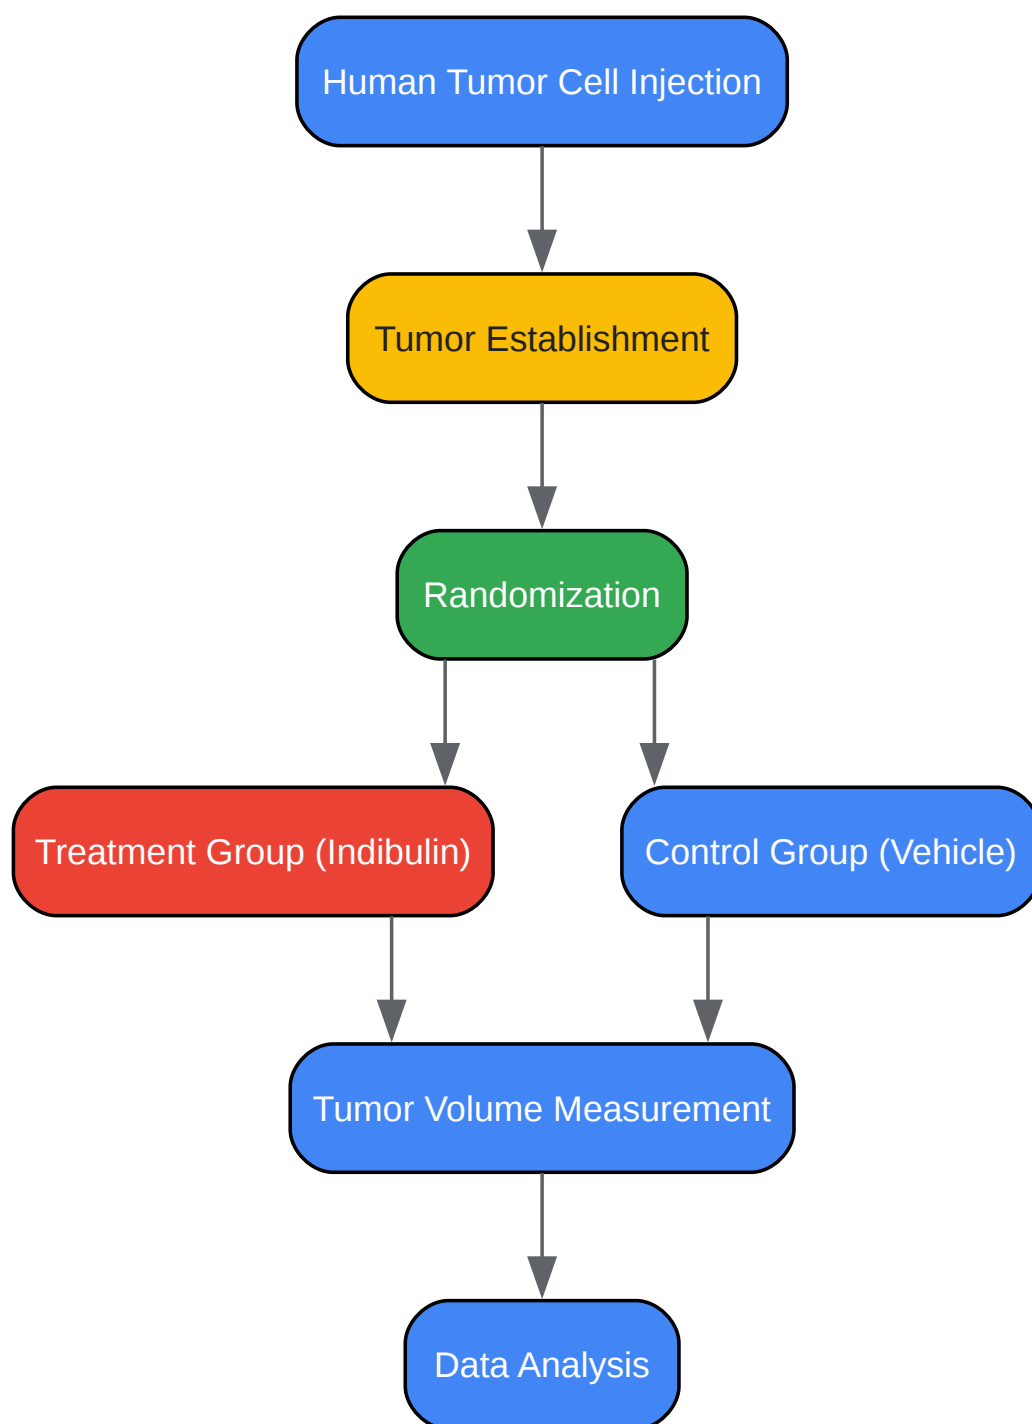 Human Tumor Cell Injection
Tumor Establishment
Randomization
Treatment Group (Indibulin)
Control Group (Vehicle)
Tumor Volume Measurement
Data Analysis